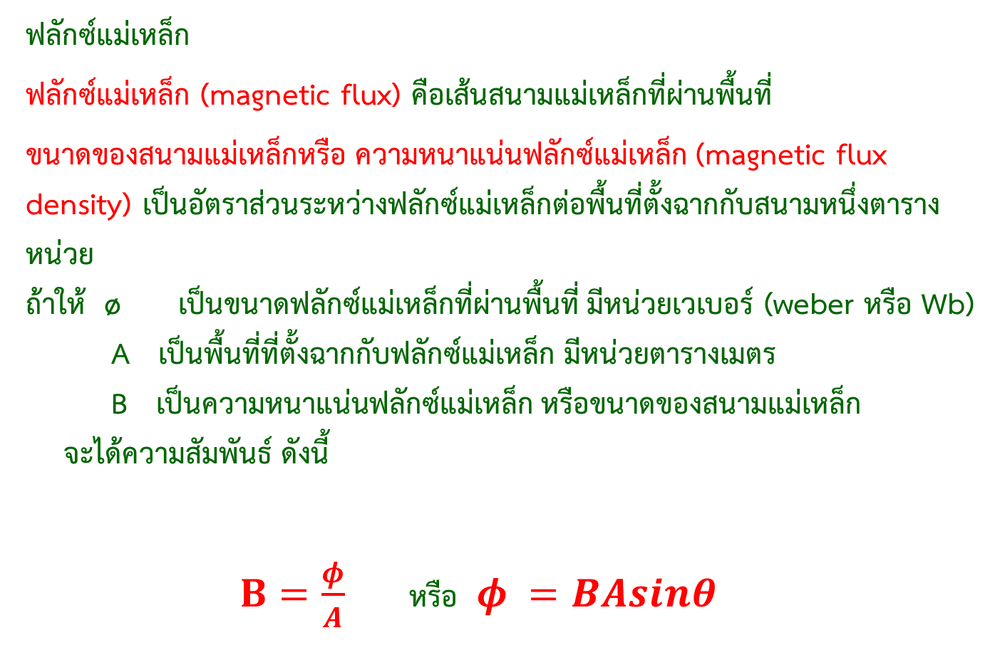 ฟลักซ์แม่เหล็ก
ฟลักซ์แม่เหล็ก (magnetic flux) คือเส้นสนามแม่เหล็กที่ผ่านพื้นที่
ขนาดของสนามแม่เหล็กหรือ ความหนาแน่นฟลักซ์แม่เหล็ก (magnetic flux
density) เป็นอัตราส่วนระหว่างฟลักซ์แม่เหล็กต่อพื้นที่ตั้งฉากกับสนามหนึ่งตาราง
หน่วย
ถ้าให้ ø เป็นขนาดฟลักซ์แม่เหล็กที่ผ่านพื้นที่ มีหน่วยเวเบอร์ (weber หรือ Wb)
A เป็นพื้นที่ที่ตั้งฉากกับฟลักซ์แม่เหล็ก มีหน่วยตารางเมตร
B เป็นความหนาแน่นฟลักซ์แม่เหล็ก หรือขนาดของสนามแม่เหล็ก
จะได้ความสัมพันธ์ ดังนี้
B = ϕ/A หรือ ϕ = BAsinθ